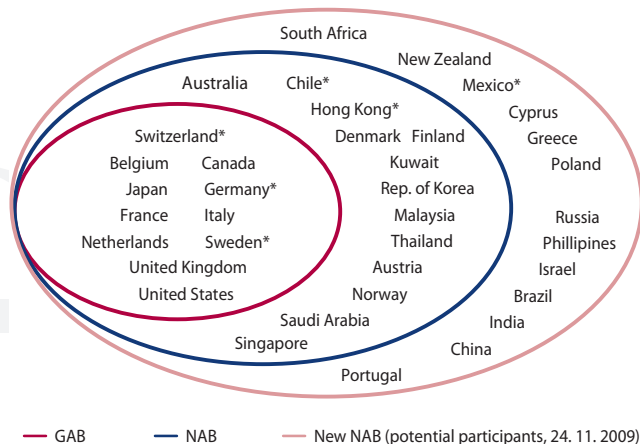 South Africa
New Zealand
Australia Chile* Mexico*
Hong Kong* Cyprus
Switzerland* Denmark Finland Greece
Belgium Canada Kuwait Poland
Japan Germany* Rep. of Korea
France Italy Malaysia Russia
Netherlands Sweden* Thailand Phillipines
United Kingdom Austria Israel
United States Norway Brazil
Saudi Arabia India
Singapore China
Portugal
GAB NAB New NAB (potential participants, 24. 11. 2009)